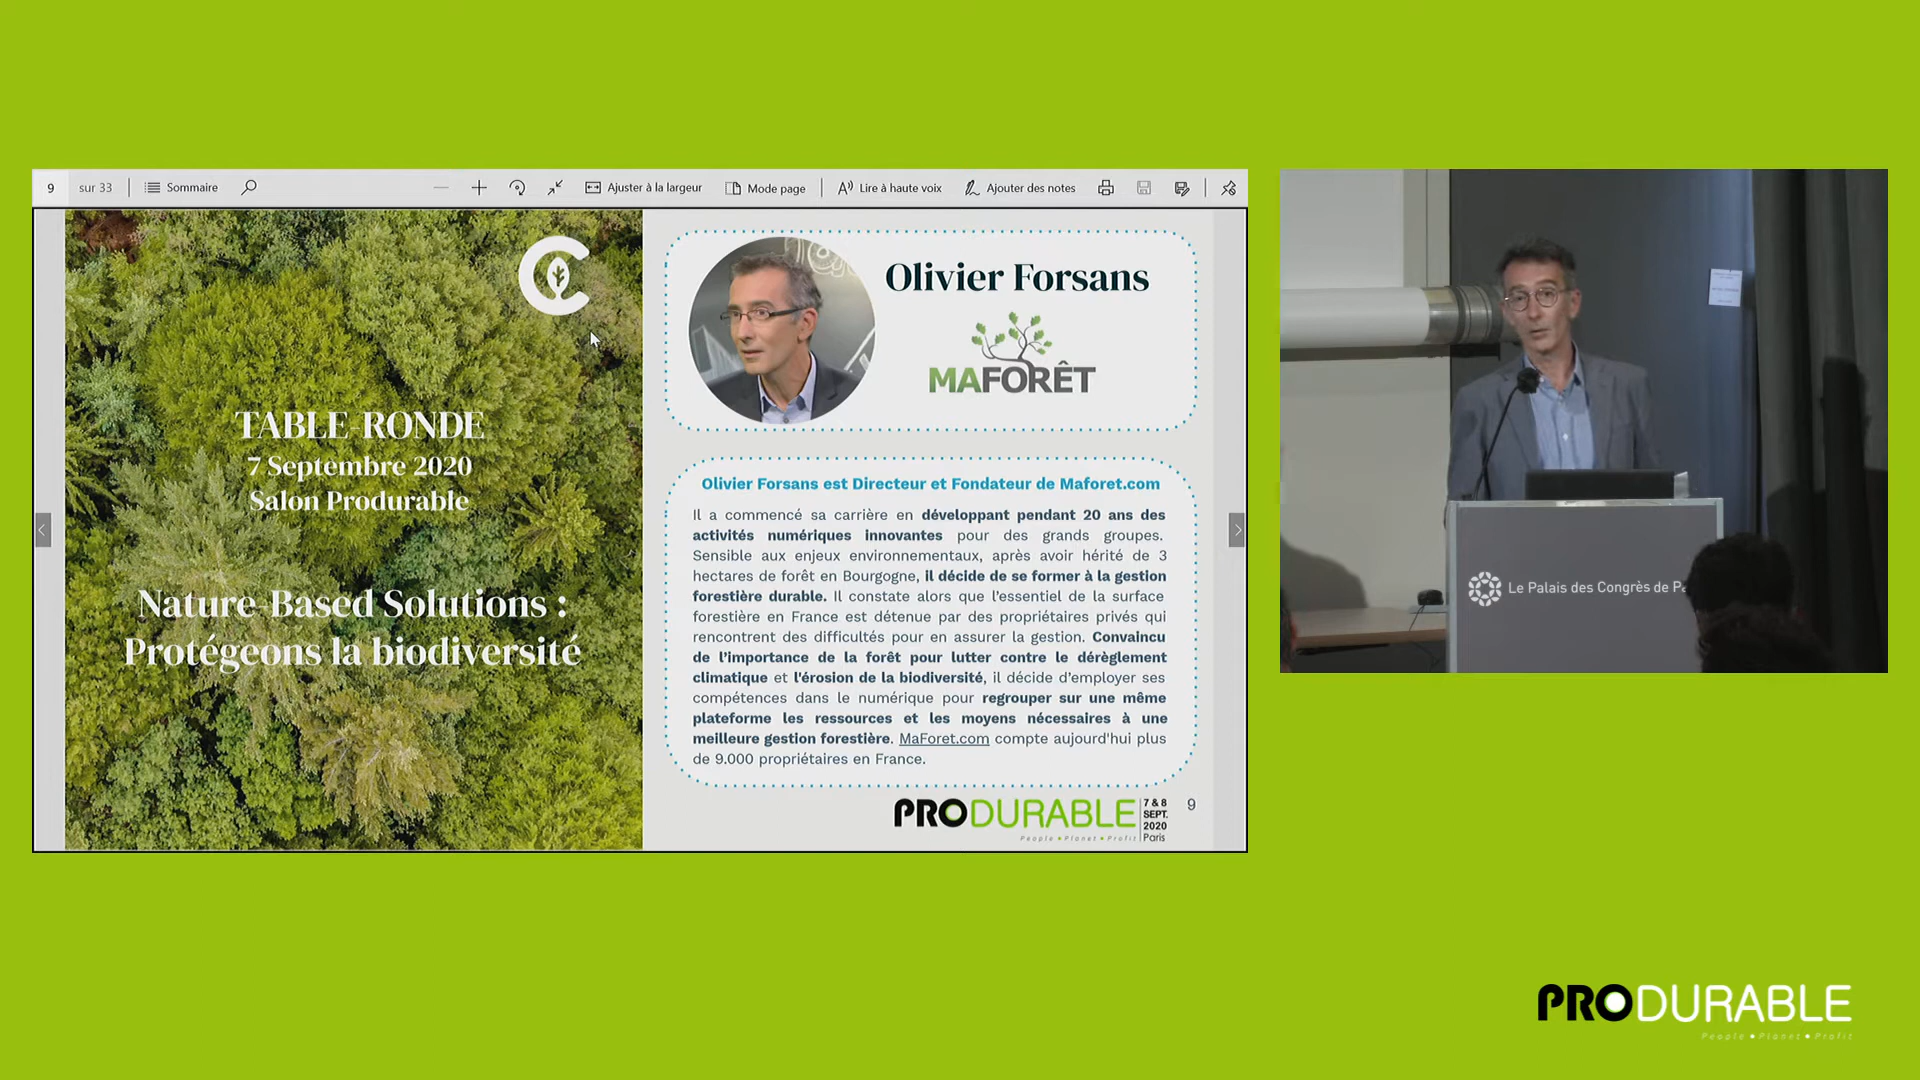 9 sur 33 Sommaire Ajuster à la largeur Mode page Lire à haute voix Ajouter des notes
TABLE-RONDE
7 Septembre 2020
Salon Produrable
Nature-Based Solutions :
Protégeons la biodiversité
Olivier Forsans
MAFORÊT
Olivier Forsans est Directeur et Fondateur de Maforet.com
Il a commencé sa carrière en développant pendant 20 ans des
activités numériques innovantes pour des grands groupes.
Sensible aux enjeux environnementaux, après avoir hérité de 3
hectares de forêt en Bourgogne, il décide de se former à la gestion
forestière durable. Il constate alors que l'essentiel de la surface
forestière en France est détenue par des propriétaires privés qui
rencontrent des difficultés pour en assurer la gestion. Convaincu
de l'importance de la forêt pour lutter contre le dérèglement
climatique et l'érosion de la biodiversité, il décide d'employer ses
compétences dans le numérique pour regrouper sur une même
plateforme les ressources et les moyens nécessaires à une
meilleure gestion forestière. MaForet.com compte aujourd'hui plus
de 9.000 propriétaires en France.
PRODURABLE
People • Planet • Profit
7 & 8
SEPT.
2020
Paris
9
Le Palais des Congrès de Pa
PRODURABLE
People • Planet • Profit